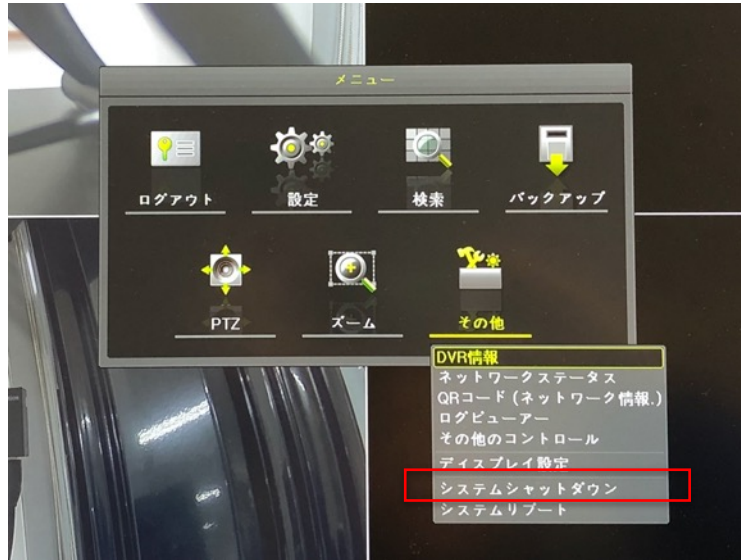 メニュー
ログアウト
設定
検索
バックアップ
PTZ
ズーム
その他
DVR情報
ネットワークステータス
QRコード(ネットワーク情報.)
ログビューアー
その他のコントロール
ディスプレイ設定
システムシャットダウン
システムリブート